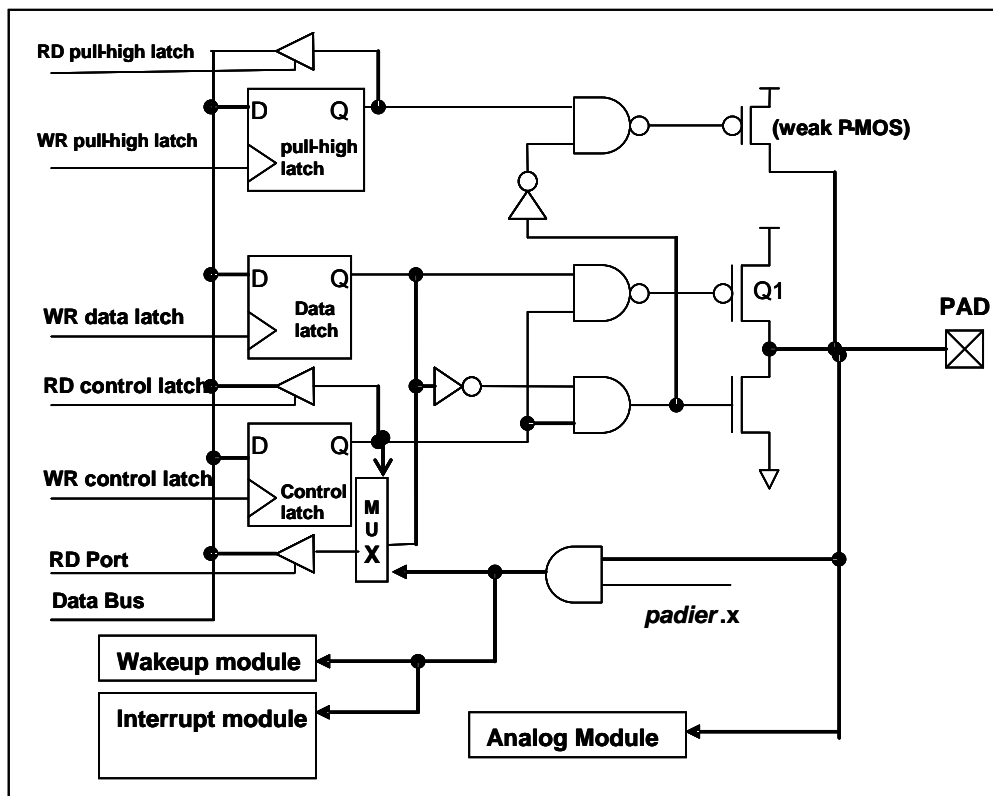 RD pull-high latch
D
Q
WR pull-high latch
pull-high
latch
(weak P-MOS)
D
Q
WR data latch
Data
latch
Q1
PAD
RD control latch
D
Q
WR control latch
Control
latch
M
U
X
RD Port
Data Bus
padier.x
Wakeup module
Interrupt module
Analog Module